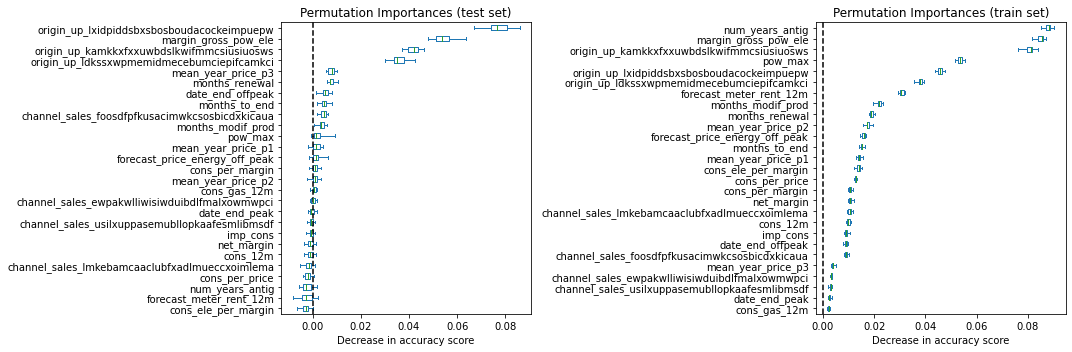 Permutation Importances (test set)
origin_up_lxidpiddsbxsbosboudacockeimpuepw
margin_gross_pow_ele
origin_up_kamkkxfxxuwbdslkwifmmcsiusiuosws
origin_up_ldkssxwpmemidmecebumciepifcamkci
mean_year_price_p3
months_renewal
date_end_offpeak
months_to_end
channel_sales_foosdfpfkusacimwkcsosbicdxkicaua
months_modif_prod
pow_max
mean_year_price_p1
forecast_price_energy_off_peak
cons_per_margin
mean_year_price_p2
cons_gas_12m
channel_sales_ewpakwlliwisiwduibdlfmalxowmwpci
date_end_peak
channel_sales_usilxuppasemubllopkaafesmlibmsdf
imp_cons
net_margin
cons_12m
channel_sales_lmkebamcaaclubfxadlmueccxoimlema
cons_per_price
num_years_antig
forecast_meter_rent_12m
cons_ele_per_margin
0.00 0.02 0.04 0.06 0.08
Decrease in accuracy score
Permutation Importances (train set)
num_years_antig
margin_gross_pow_ele
origin_up_kamkkxfxxuwbdslkwifmmcsiusiuosws
pow_max
origin_up_lxidpiddsbxsbosboudacockeimpuepw
origin_up_ldkssxwpmemidmecebumciepifcamkci
forecast_meter_rent_12m
months_modif_prod
months_renewal
mean_year_price_p2
forecast_price_energy_off_peak
months_to_end
mean_year_price_p1
cons_ele_per_margin
cons_per_price
cons_per_margin
net_margin
channel_sales_lmkebamcaaclubfxadlmueccxoimlema
cons_12m
imp_cons
date_end_offpeak
channel_sales_foosdfpfkusacimwkcsosbicdxkicaua
mean_year_price_p3
channel_sales_ewpakwlliwisiwduibdlfmalxowmwpci
channel_sales_usilxuppasemubllopkaafesmlibmsdf
date_end_peak
cons_gas_12m
0.00 0.02 0.04 0.06 0.08
Decrease in accuracy score